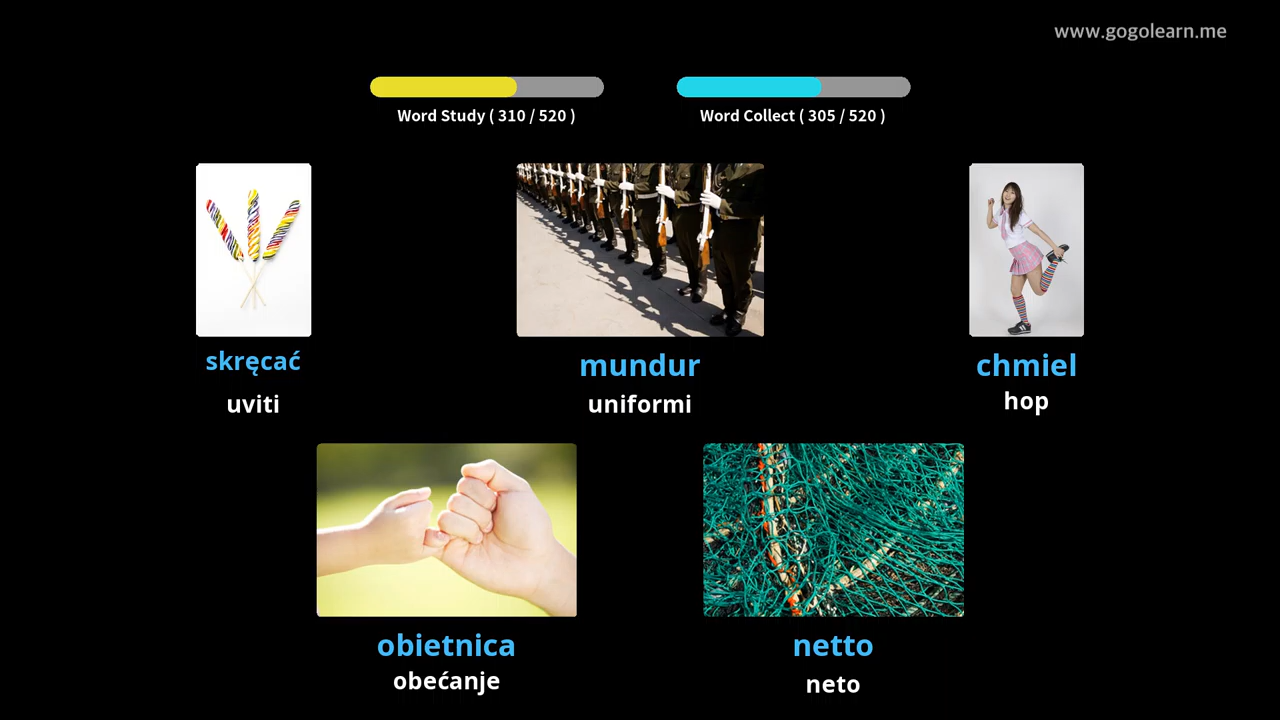 www.gogolearn.me
Word Study ( 310 / 520 )
Word Collect ( 305 / 520 )
skręcać
uviti
mundur
uniformi
chmiel
hop
obietnica
obećanje
netto
neto